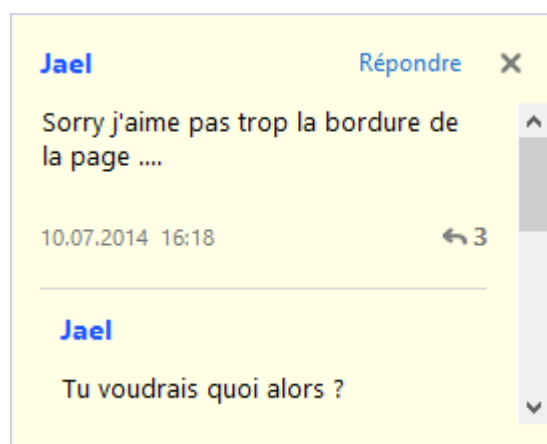 Jael Répondre
Sorry j'aime pas trop la bordure de
la page ....
10.07.2014 16:18 3
Jael
Tu voudrais quoi alors ?